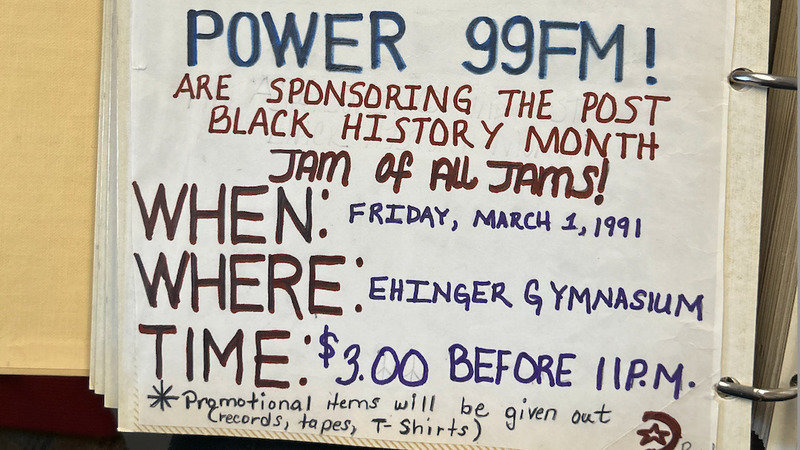 POWER 99FM!
ARE SPONSORING THE POST
BLACK HISTORY MONTH
JAM of All JAMS!
WHEN: FRIDAY, MARCH 1, 1991
WHERE: EHINGER GYMNASIUM
TIME: $3.00 BEFORE 11P.M.
* Promotional items will be given out
(records, tapes, T-Shirts)